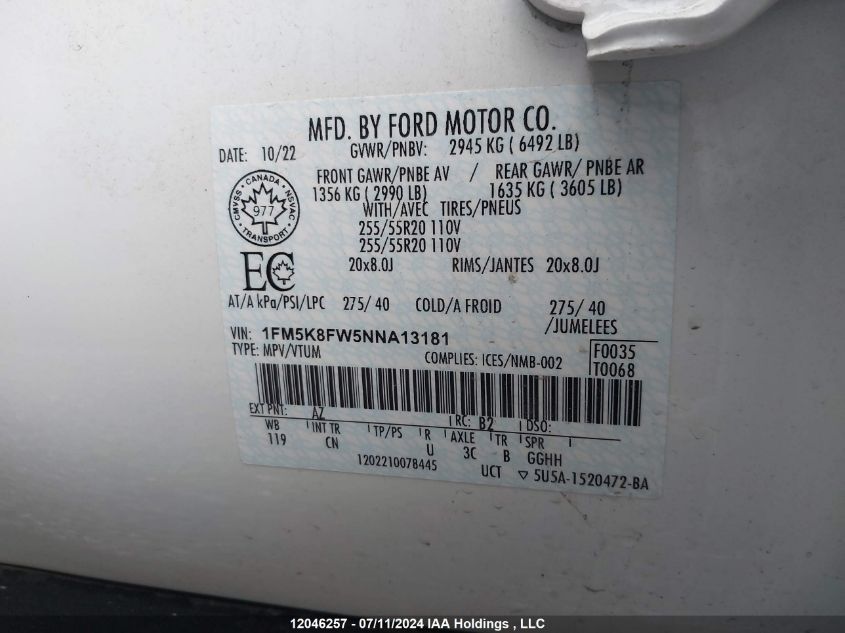 MFD. BY FORD MOTOR CO.
DATE: 10/22 GVWR/PNBV: 2945 KG ( 6492 LB)
FRONT GAWR/PNBE AV / REAR GAWR/ PNBE AR
1356 KG ( 2990 LB) 1635 KG ( 3605 LB)
WITH/AVEC TIRES/PNEUS
CMVSS · CANADA · NSVAC · TRANSPORT
977
255/55R20 110V
255/55R20 110V
EC
20x8.0J RIMS/JANTES 20x8.0J
AT/A kPa/PSI/LPC 275/ 40 COLD/A FROID 275/ 40
/JUMELEES
VIN: 1FM5K8FW5NNA13181
TYPE: MPV/VTUM COMPLIES: ICES/NMB-002
F0035
T0068
EXT PNT: AZ RC: B2 DSO:
WB INT TR TP/PS R AXLE TR SPR
119 CN U 3C B GGHH
1202210078445 UCT ▽ 5U5A-1520472-BA
12046257 - 07/11/2024 IAA Holdings , LLC